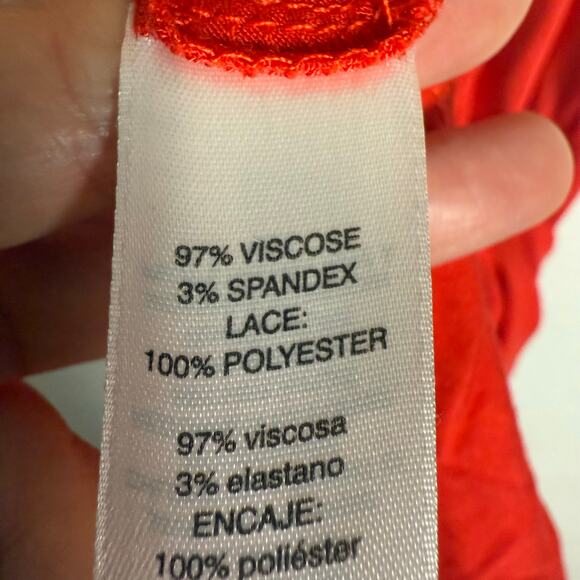 97% VISCOSE
3% SPANDEX
LACE:
100% POLYESTER
97% viscosa
3% elastano
ENCAJE:
100% poliéster